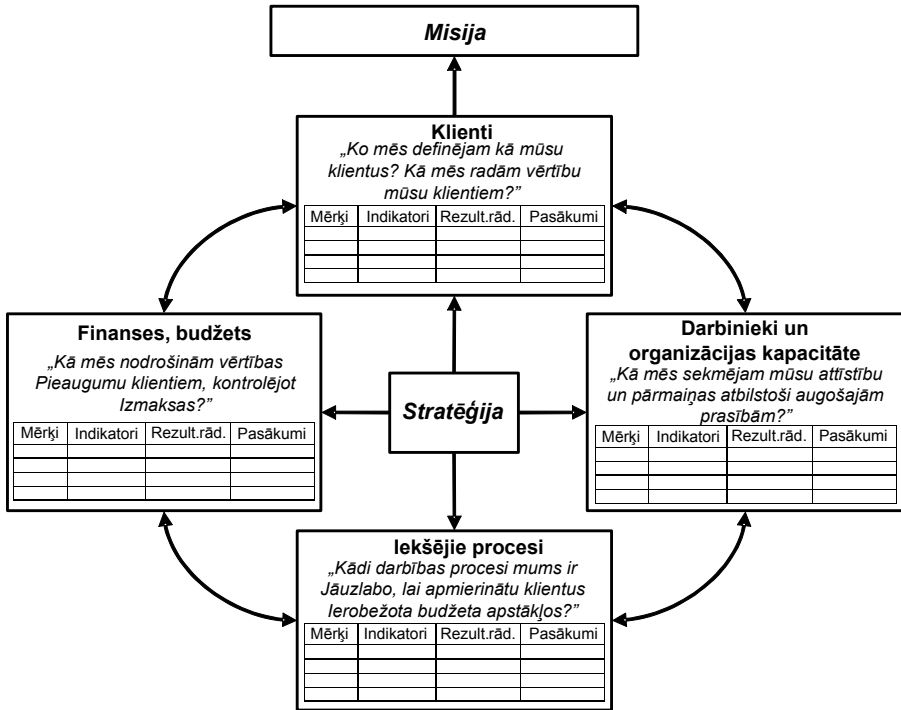 Misija
Klienti
„Ko mēs definējam kā mūsu
klientus? Kā mēs radām vērtību
mūsu klientiem?”
Mērķi Indikatori Rezult.rād. Pasākumi
Finanses, budžets
„Kā mēs nodrošinām vērtības
Pieaugumu klientiem, kontrolējot
Izmaksas?”
Mērķi Indikatori Rezult.rād. Pasākumi
Stratēģija
Darbinieki un
organizācijas kapacitāte
„Kā mēs sekmējam mūsu attīstību
un pārmaiņas atbilstoši augošajām
prasībām?”
Mērķi Indikatori Rezult.rād. Pasākumi
Iekšējie procesi
„Kādi darbības procesi mums ir
Jāuzlabo, lai apmierinātu klientus
Ierobežota budžeta apstākļos?”
Mērķi Indikatori Rezult.rād. Pasākumi